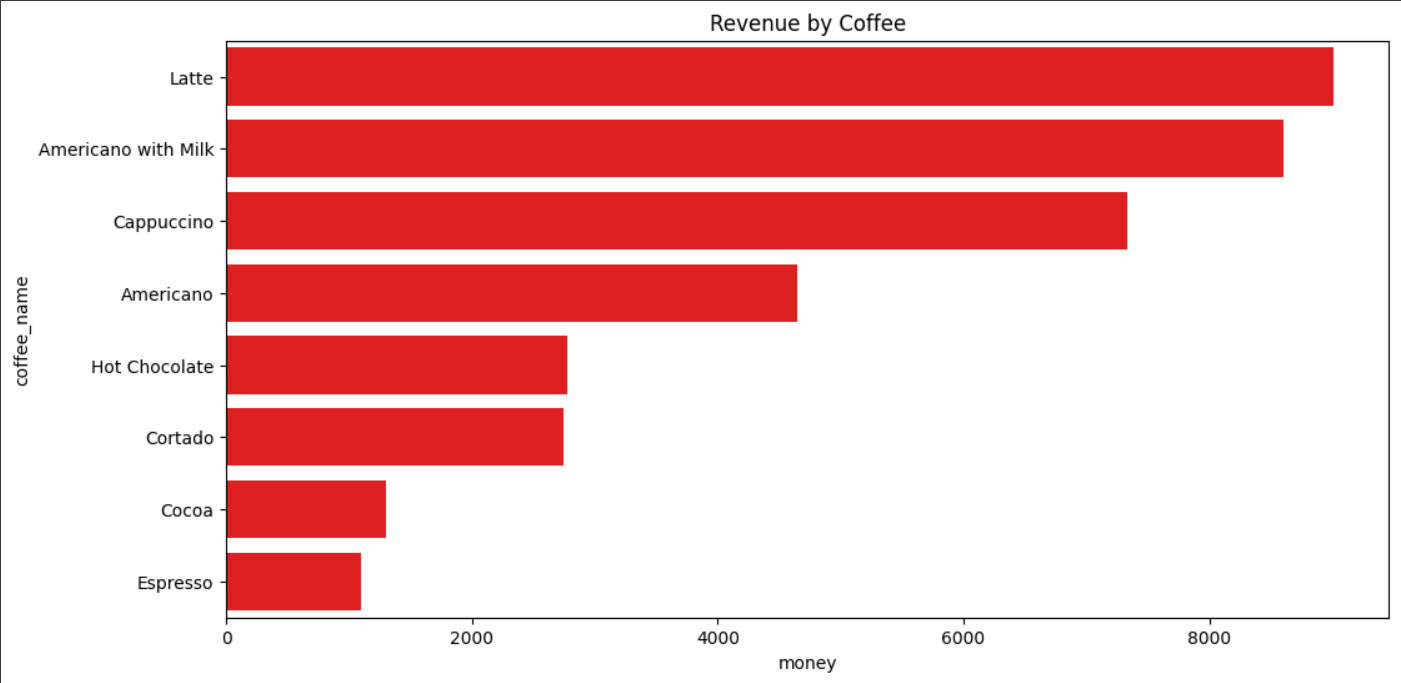 Revenue by Coffee
Latte
Americano with Milk
Cappuccino
Americano
Hot Chocolate
Cortado
Cocoa
Espresso
coffee_name
0 2000 4000 6000 8000
money